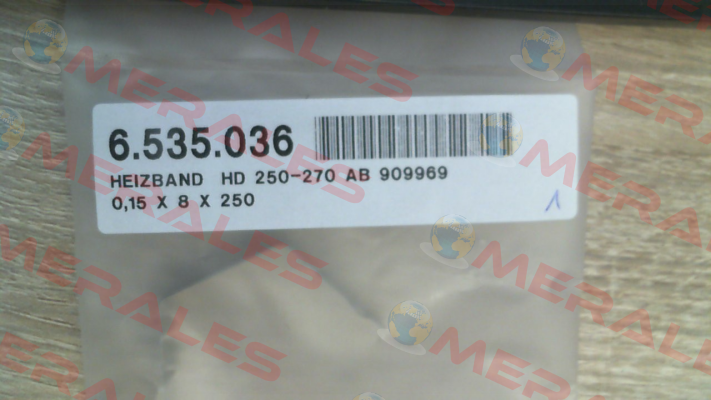 6.535.036
HEIZBAND HD 250-270 AB 909969
0,15 X 8 X 250
1
MERALES
MERALES
MERALES
MERALES
MERALES
MERALES